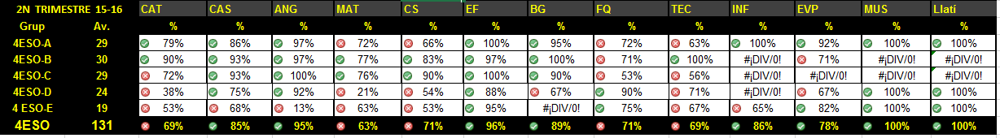 2N TRIMESTRE 15-16 CAT CAS ANG MAT CS EF BG FQ TEC INF EVP MUS Llatí
Grup Av. % % % % % % % % % % % % %
4ESO-A 29 79% 86% 97% 72% 66% 100% 95% 72% 63% 100% 92% 100% 100%
4ESO-B 30 90% 93% 97% 77% 83% 97% 100% 71% 100% #¡DIV/0! 71% #¡DIV/0! #¡DIV/0!
4ESO-C 29 72% 93% 100% 76% 90% 100% 90% 53% 56% #¡DIV/0! #¡DIV/0! #¡DIV/0! #¡DIV/0!
4ESO-D 24 38% 75% 92% 21% 54% 88% 67% 90% 71% #¡DIV/0! 67% 100% 100%
4 ESO-E 19 53% 68% 13% 63% 53% 95% #¡DIV/0! 75% 67% 65% 82% 100% 100%
4ESO 131 69% 85% 95% 63% 71% 96% 89% 71% 69% 86% 78% 100% 100%